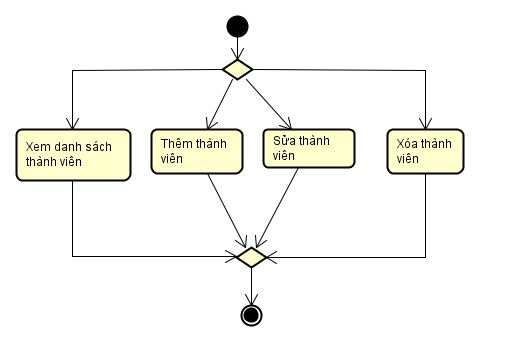 Xem danh sách
thành viên
Thêm thành
viên
Sửa thành
viên
Xóa thành
viên